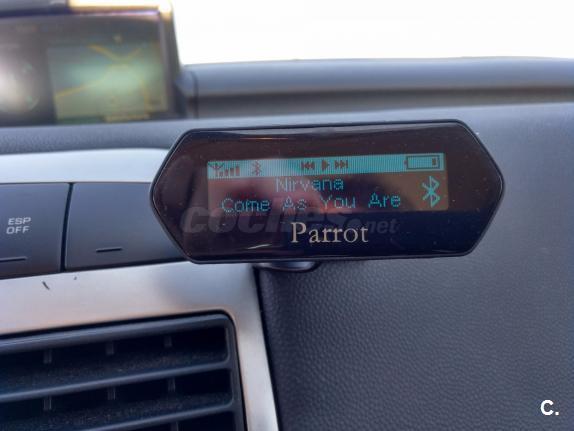 Nirvana
Come As You Are
Parrot
ESP
OFF
coches.net
C.